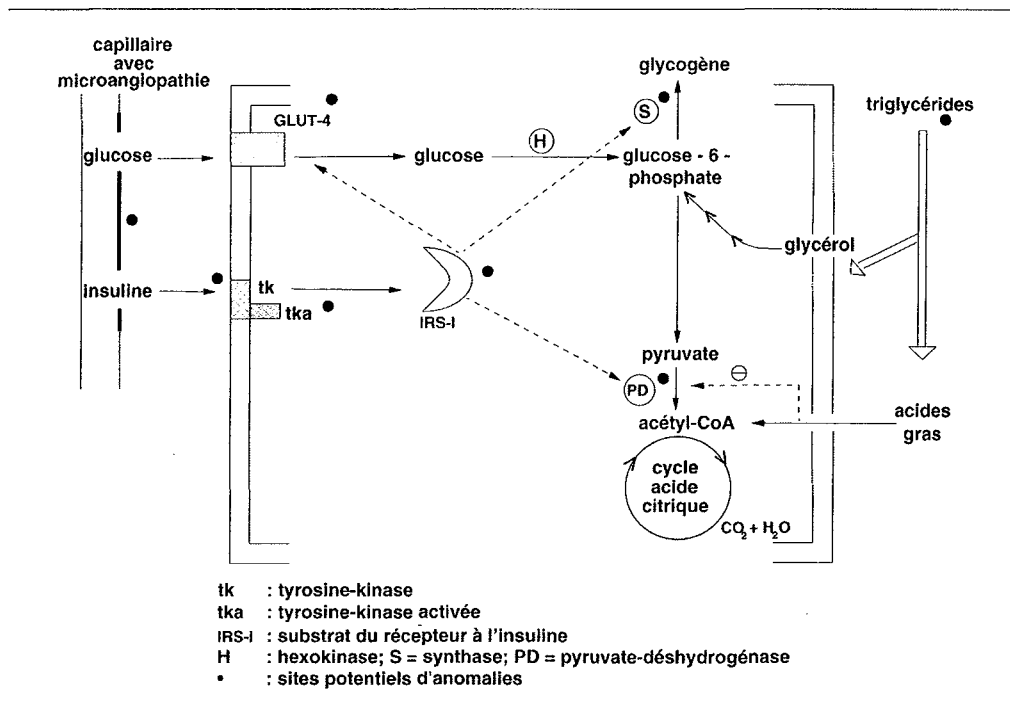 capillaire
avec
microangiopathie
glycogène
triglycérides
GLUT-4
S
H
glucose
glucose
glucose - 6 -
phosphate
glycérol
insuline
tk
tka
IRS-I
pyruvate
PD
⊖
acétyl-CoA
acides
gras
cycle
acide
citrique
CO₂ + H₂O
tk : tyrosine-kinase
tka : tyrosine-kinase activée
IRS-I : substrat du récepteur à l'insuline
H : hexokinase; S = synthase; PD = pyruvate-déshydrogénase
• : sites potentiels d'anomalies